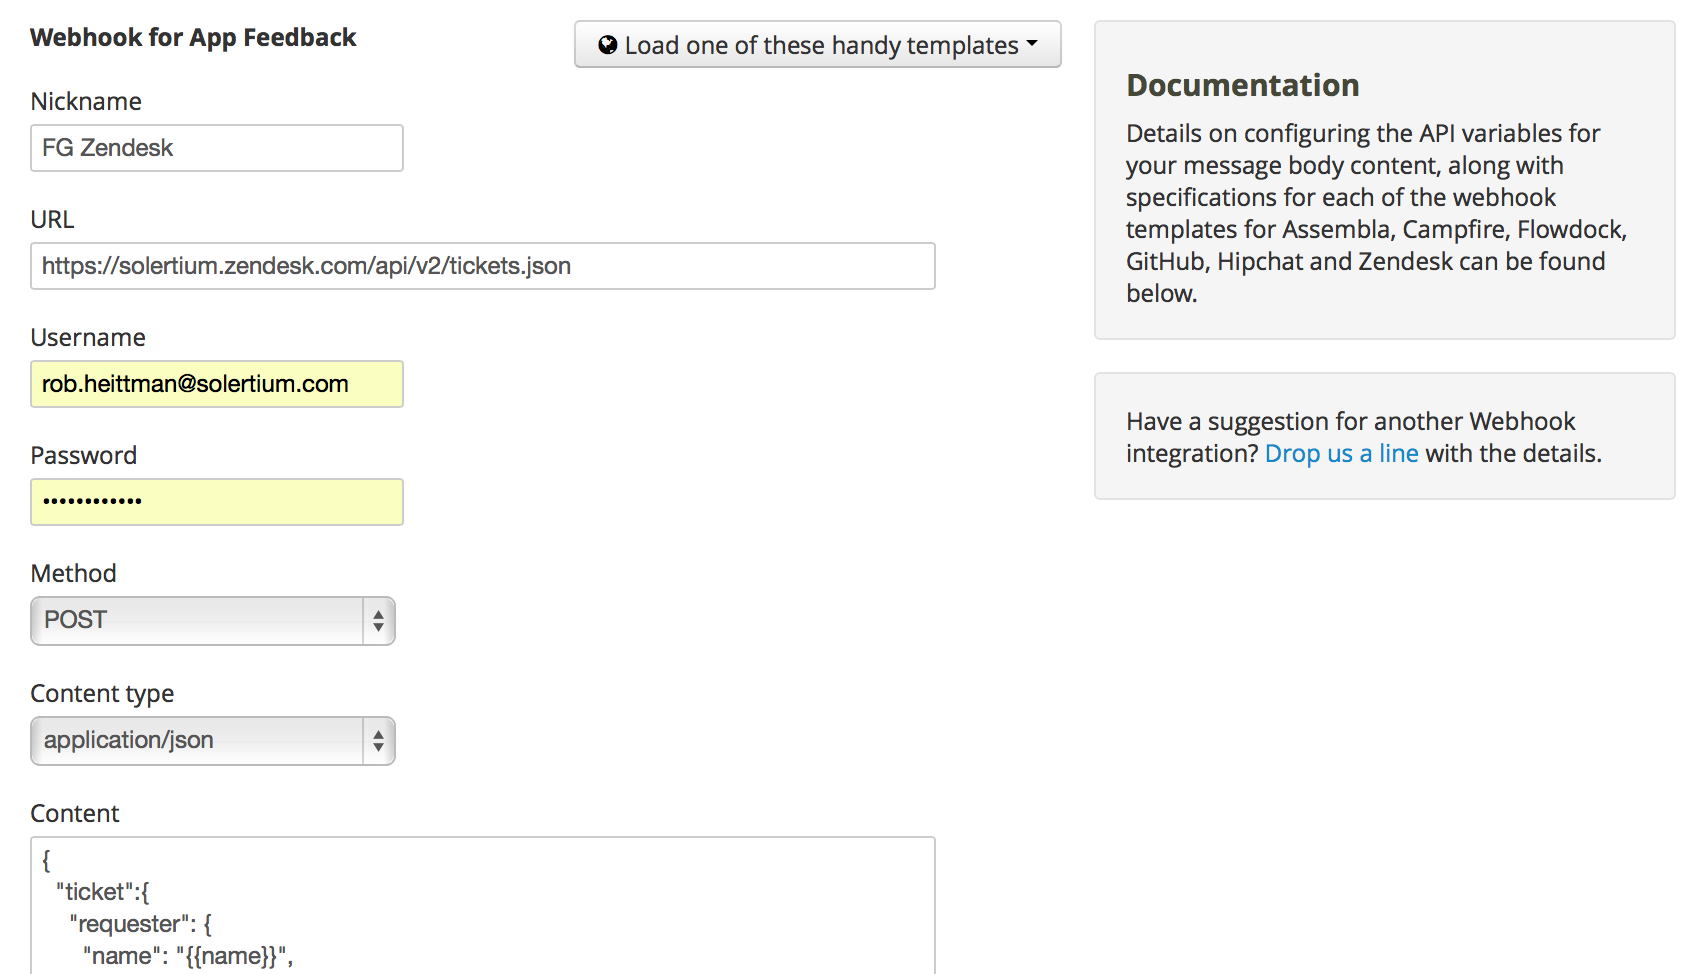 Webhook for App Feedback
Load one of these handy templates
Nickname
FG Zendesk
URL
https://solertium.zendesk.com/api/v2/tickets.json
Username
rob.heittman@solertium.com
Password
••••••••••••
Method
POST
Content type
application/json
Content
{
"ticket":{
"requester": {
"name": "{{name}}",
Documentation
Details on configuring the API variables for
your message body content, along with
specifications for each of the webhook
templates for Assembla, Campfire, Flowdock,
GitHub, Hipchat and Zendesk can be found
below.
Have a suggestion for another Webhook
integration? Drop us a line with the details.